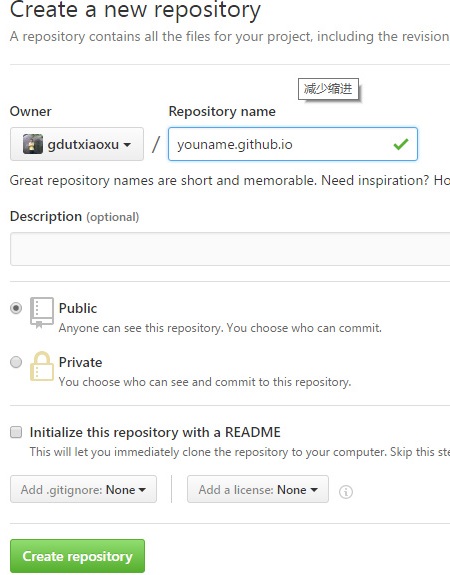 Create a new repository
A repository contains all the files for your project, including the revision
减少缩进
Owner Repository name
gdutxiaoxu / youname.github.io
Great repository names are short and memorable. Need inspiration? Ho
Description (optional)
Public
Anyone can see this repository. You choose who can commit.
Private
You choose who can see and commit to this repository.
Initialize this repository with a README
This will let you immediately clone the repository to your computer. Skip this ste
Add .gitignore: None Add a license: None
Create repository